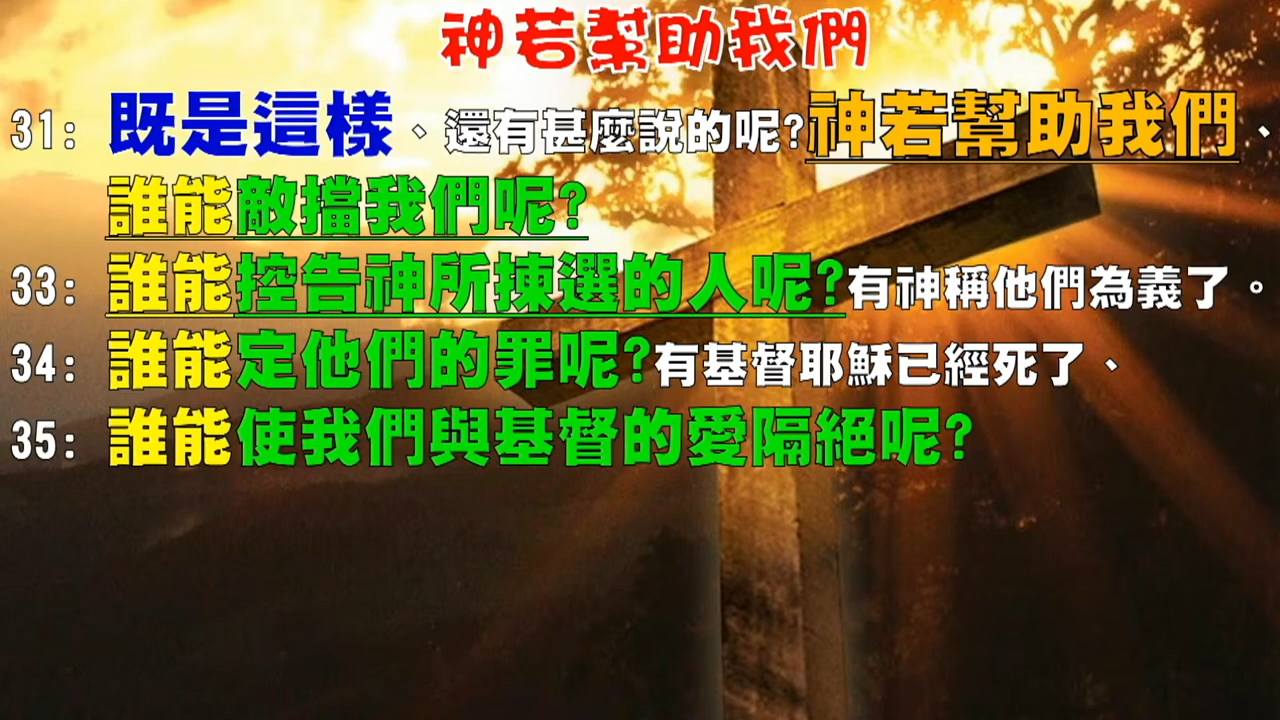 神若幫助我們
31: 既是這樣、還有甚麼說的呢?神若幫助我們、
誰能敵擋我們呢?
33: 誰能控告神所揀選的人呢?有神稱他們為義了。
34: 誰能定他們的罪呢?有基督耶穌已經死了、
35: 誰能使我們與基督的愛隔絕呢?